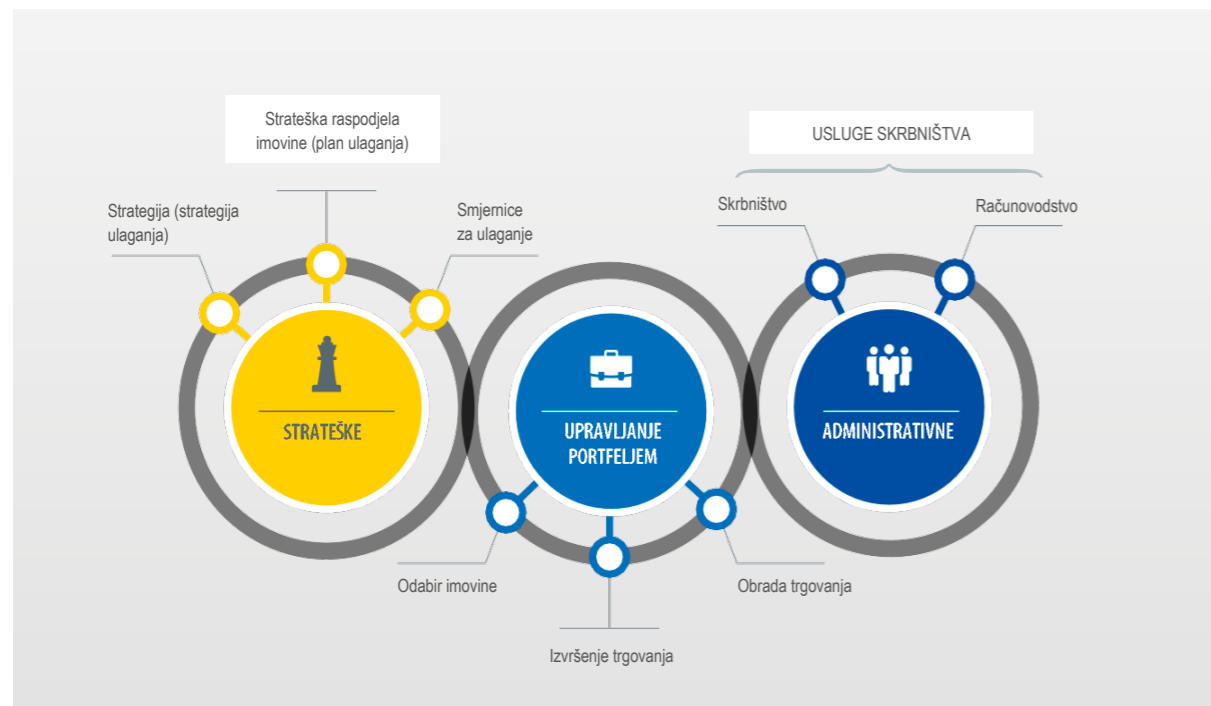 Strateška raspodjela
imovine (plan ulaganja)
USLUGE SKRBNIŠTVA
Strategija (strategija
ulaganja)
Smjernice
za ulaganje
Skrbništvo
Računovodstvo
STRATEŠKE
UPRAVLJANJE
PORTFELJEM
ADMINISTRATIVNE
Odabir imovine
Obrada trgovanja
Izvršenje trgovanja